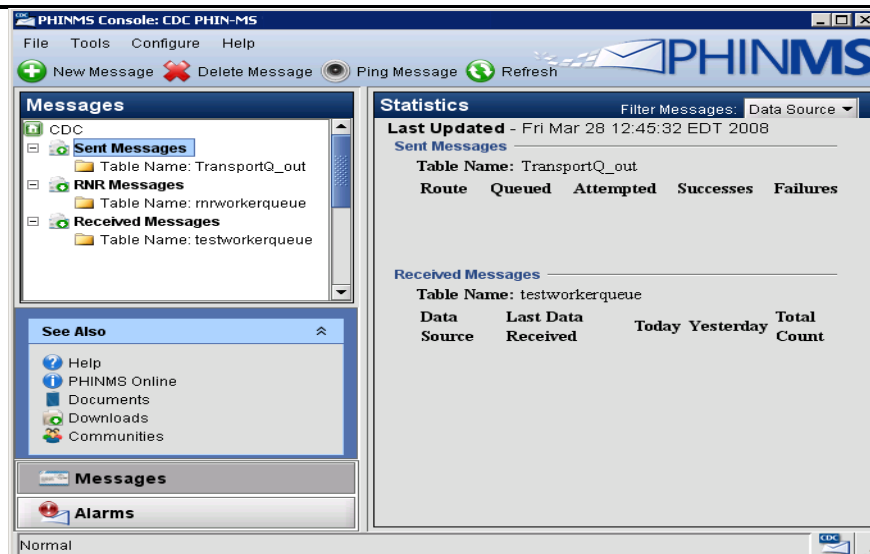 PHINMS Console: CDC PHIN-MS
File Tools Configure Help
New Message Delete Message Ping Message Refresh
PHINMS
Messages
CDC
Sent Messages
Table Name: TransportQ_out
RNR Messages
Table Name: rnrworkerqueue
Received Messages
Table Name: testworkerqueue
See Also
Help
PHINMS Online
Documents
Downloads
Communities
Messages
Alarms
Statistics
Filter Messages: Data Source
Last Updated - Fri Mar 28 12:45:32 EDT 2008
Sent Messages
Table Name: TransportQ_out
Route Queued Attempted Successes Failures
Received Messages
Table Name: testworkerqueue
Data Source Last Data Received Today Yesterday Total Count
Normal
CDC